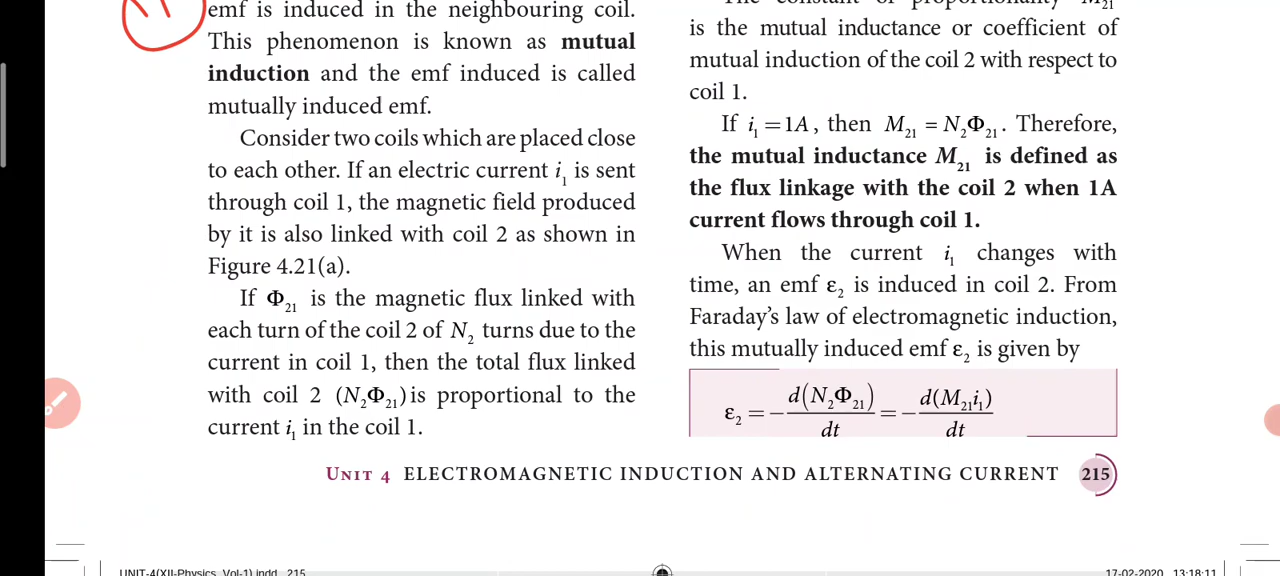 emf is induced in the neighbouring coil.
This phenomenon is known as mutual
induction and the emf induced is called
mutually induced emf.
Consider two coils which are placed close
to each other. If an electric current i₁ is sent
through coil 1, the magnetic field produced
by it is also linked with coil 2 as shown in
Figure 4.21(a).
If Φ₂₁ is the magnetic flux linked with
each turn of the coil 2 of N₂ turns due to the
current in coil 1, then the total flux linked
with coil 2 (N₂Φ₂₁) is proportional to the
current i₁ in the coil 1.
The constant of proportionality M₂₁
is the mutual inductance or coefficient of
mutual induction of the coil 2 with respect to
coil 1.
If i₁ = 1A, then M₂₁ = N₂Φ₂₁. Therefore,
the mutual inductance M₂₁ is defined as
the flux linkage with the coil 2 when 1A
current flows through coil 1.
When the current i₁ changes with
time, an emf ε₂ is induced in coil 2. From
Faraday's law of electromagnetic induction,
this mutually induced emf ε₂ is given by
ε₂ = −d(N₂Φ₂₁)/dt = −d(M₂₁i₁)/dt
UNIT 4 ELECTROMAGNETIC INDUCTION AND ALTERNATING CURRENT 215
UNIT-4(XII-Physics_Vol-1).indd 215 17-02-2020 13:18:11